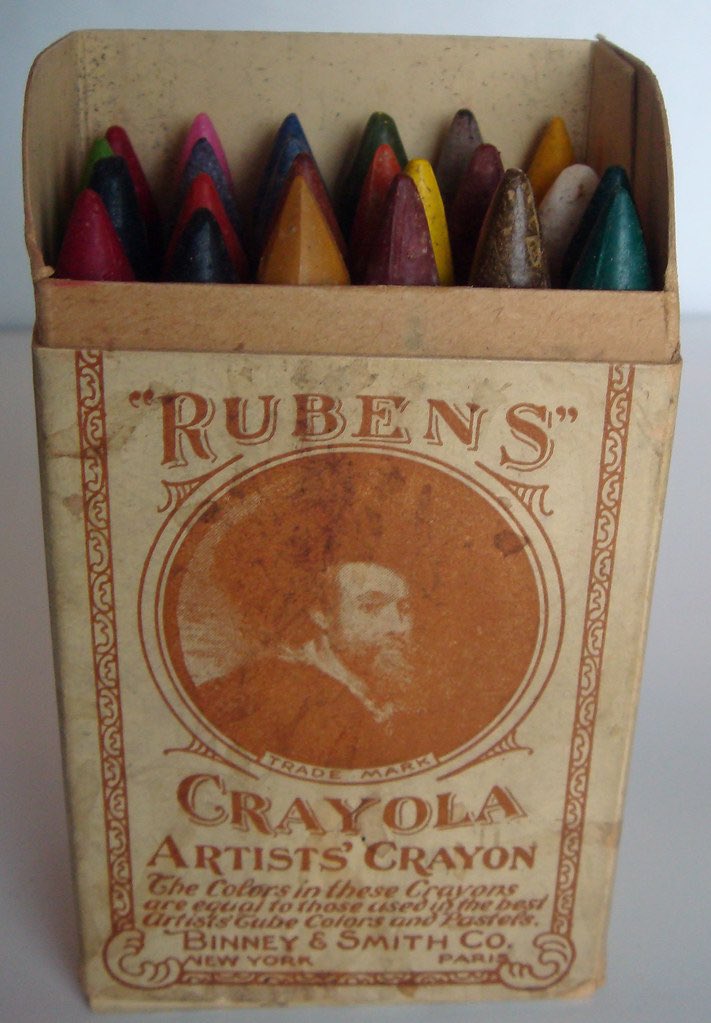 "RUBENS"
TRADE MARK
CRAYOLA
ARTISTS' CRAYON
The Colors in these Crayons
are equal to those used in the best
Artists' Tube Colors and Pastels.
BINNEY & SMITH CO.
NEW YORK PARIS